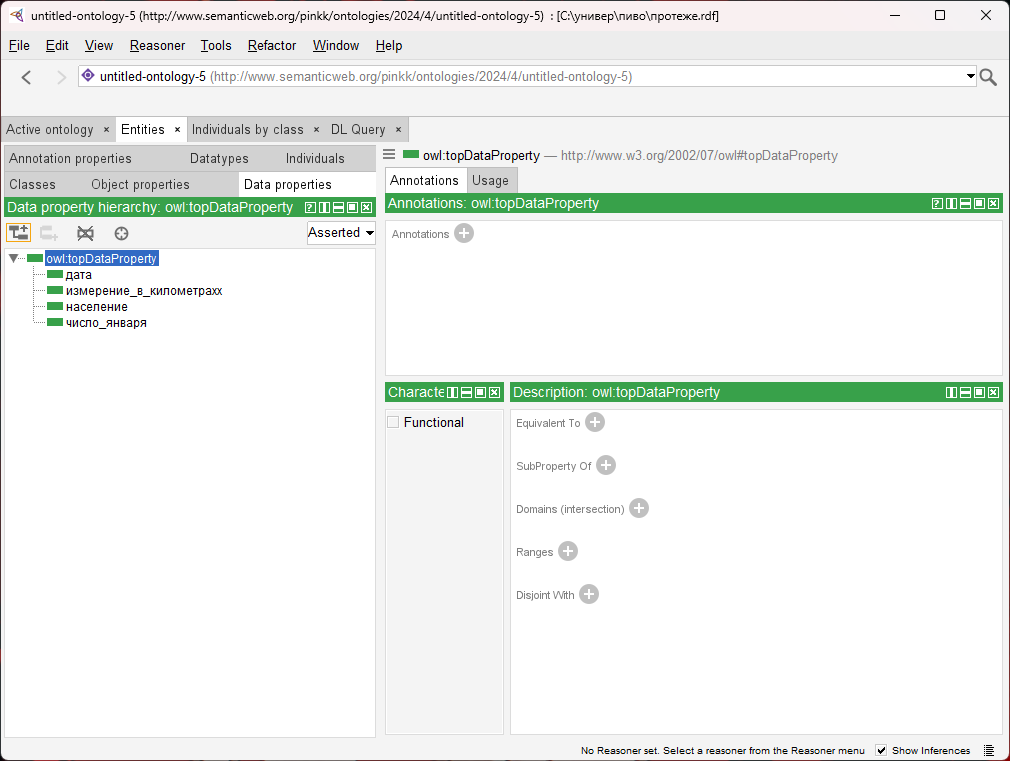 untitled-ontology-5 (http://www.semanticweb.org/pinkk/ontologies/2024/4/untitled-ontology-5) : [C:\универ\пиво\протеже.rdf]
File Edit View Reasoner Tools Refactor Window Help
untitled-ontology-5 (http://www.semanticweb.org/pinkk/ontologies/2024/4/untitled-ontology-5)
Active ontology × Entities × Individuals by class × DL Query ×
Annotation properties Datatypes Individuals
Classes Object properties Data properties
Data property hierarchy: owl:topDataProperty
Asserted
owl:topDataProperty
дата
измерение_в_километрахх
население
число_января
owl:topDataProperty — http://www.w3.org/2002/07/owl#topDataProperty
Annotations Usage
Annotations: owl:topDataProperty
Annotations
Characte
Functional
Description: owl:topDataProperty
Equivalent To
SubProperty Of
Domains (intersection)
Ranges
Disjoint With
No Reasoner set. Select a reasoner from the Reasoner menu Show Inferences